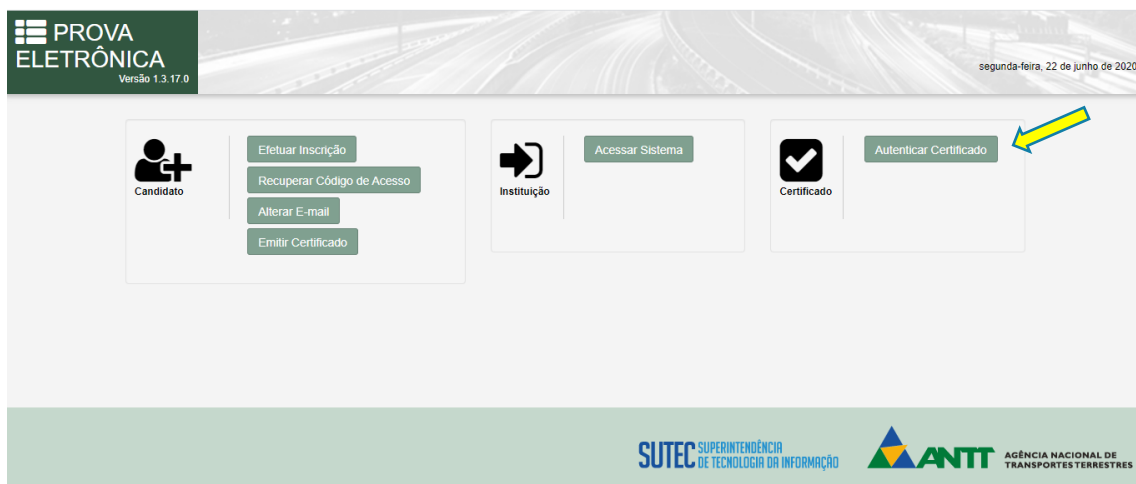 PROVA
ELETRÔNICA
Versão 1.3.17.0
segunda-feira, 22 de junho de 2020
Candidato
Efetuar Inscrição
Recuperar Código de Acesso
Alterar E-mail
Emitir Certificado
Instituição
Acessar Sistema
Certificado
Autenticar Certificado
SUTEC SUPERINTENDÊNCIA
DE TECNOLOGIA DA INFORMAÇÃO
ANTT AGÊNCIA NACIONAL DE
TRANSPORTES TERRESTRES